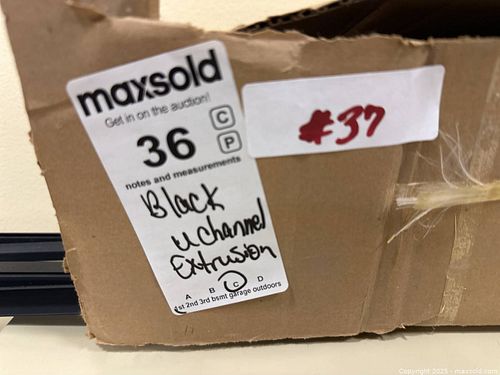 maxsold
Get in on the auction!
36
C
P
notes and measurements
Black
u channel
Extrusion
A B C D
1st 2nd 3rd bsmt garage outdoors
#37
Copyright 2025 - maxsold.com